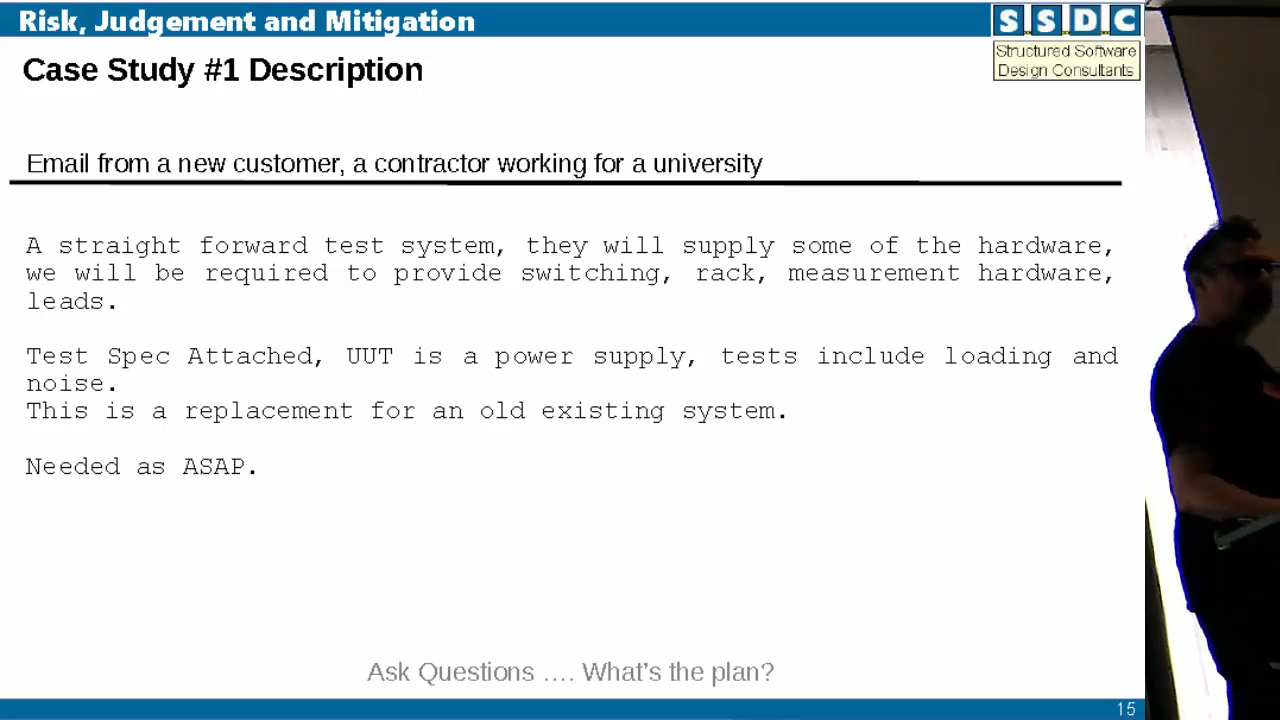 Risk, Judgement and Mitigation
SSDC
Structured Software
Design Consultants
Case Study #1 Description
Email from a new customer, a contractor working for a university
A straight forward test system, they will supply some of the hardware,
we will be required to provide switching, rack, measurement hardware,
leads.
Test Spec Attached, UUT is a power supply, tests include loading and
noise.
This is a replacement for an old existing system.
Needed as ASAP.
Ask Questions .... What's the plan?
15